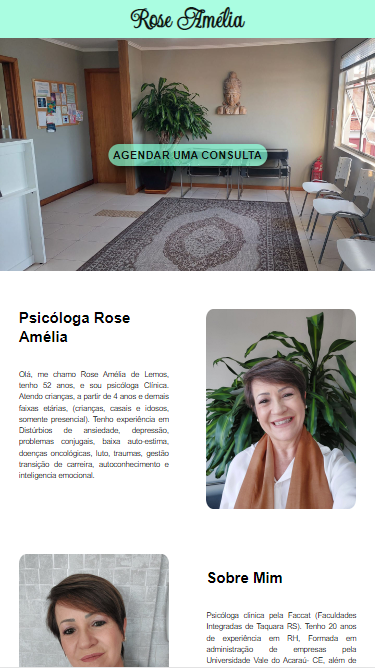 Rose Amélia
AGENDAR UMA CONSULTA
Psicóloga Rose
Amélia
Olá, me chamo Rose Amélia de Lemos,
tenho 52 anos, e sou psicóloga Clínica.
Atendo crianças, a partir de 4 anos e demais
faixas etárias, (crianças, casais e idosos,
somente presencial). Tenho experiência em
Distúrbios de ansiedade, depressão,
problemas conjugais, baixa auto-estima,
doenças oncológicas, luto, traumas, gestão
transição de carreira, autoconhecimento e
inteligencia emocional.
Sobre Mim
Psicóloga clinica pela Faccat (Faculdades
Integradas de Taquara RS). Tenho 20 anos
de experiência em RH, Formada em
administração de empresas pela
Universidade Vale do Acaraú- CE, além de